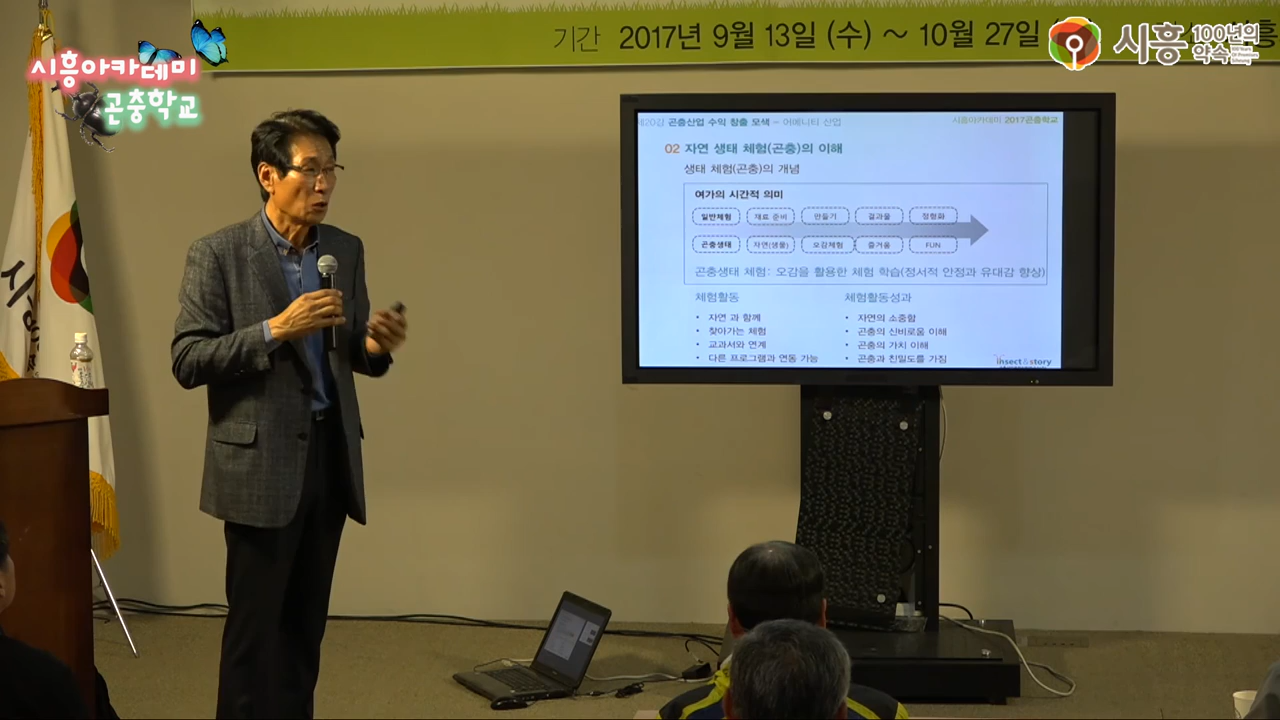 기간 2017년 9월 13일 (수) ~ 10월 27일
시흥 100년의 약속
시흥아카데미
곤충학교
제20강 곤충산업 수익 창출 모색 - 어메니티 산업
시흥아카데미 2017곤충학교
02 자연 생태 체험(곤충)의 이해
생태 체험(곤충)의 개념
여가의 시간적 의미
일반체험 재료 준비 만들기 결과물 정형화
곤충생태 자연(생물) 오감체험 즐거움 FUN
곤충생태 체험: 오감을 활용한 체험 학습(정서적 안정과 유대감 향상)
체험활동
• 자연 과 함께
• 찾아가는 체험
• 교과서와 연계
• 다른 프로그램과 연동 가능
체험활동성과
• 자연의 소중함
• 곤충의 신비로움 이해
• 곤충의 가치 이해
• 곤충과 친밀도를 가짐
insect&story